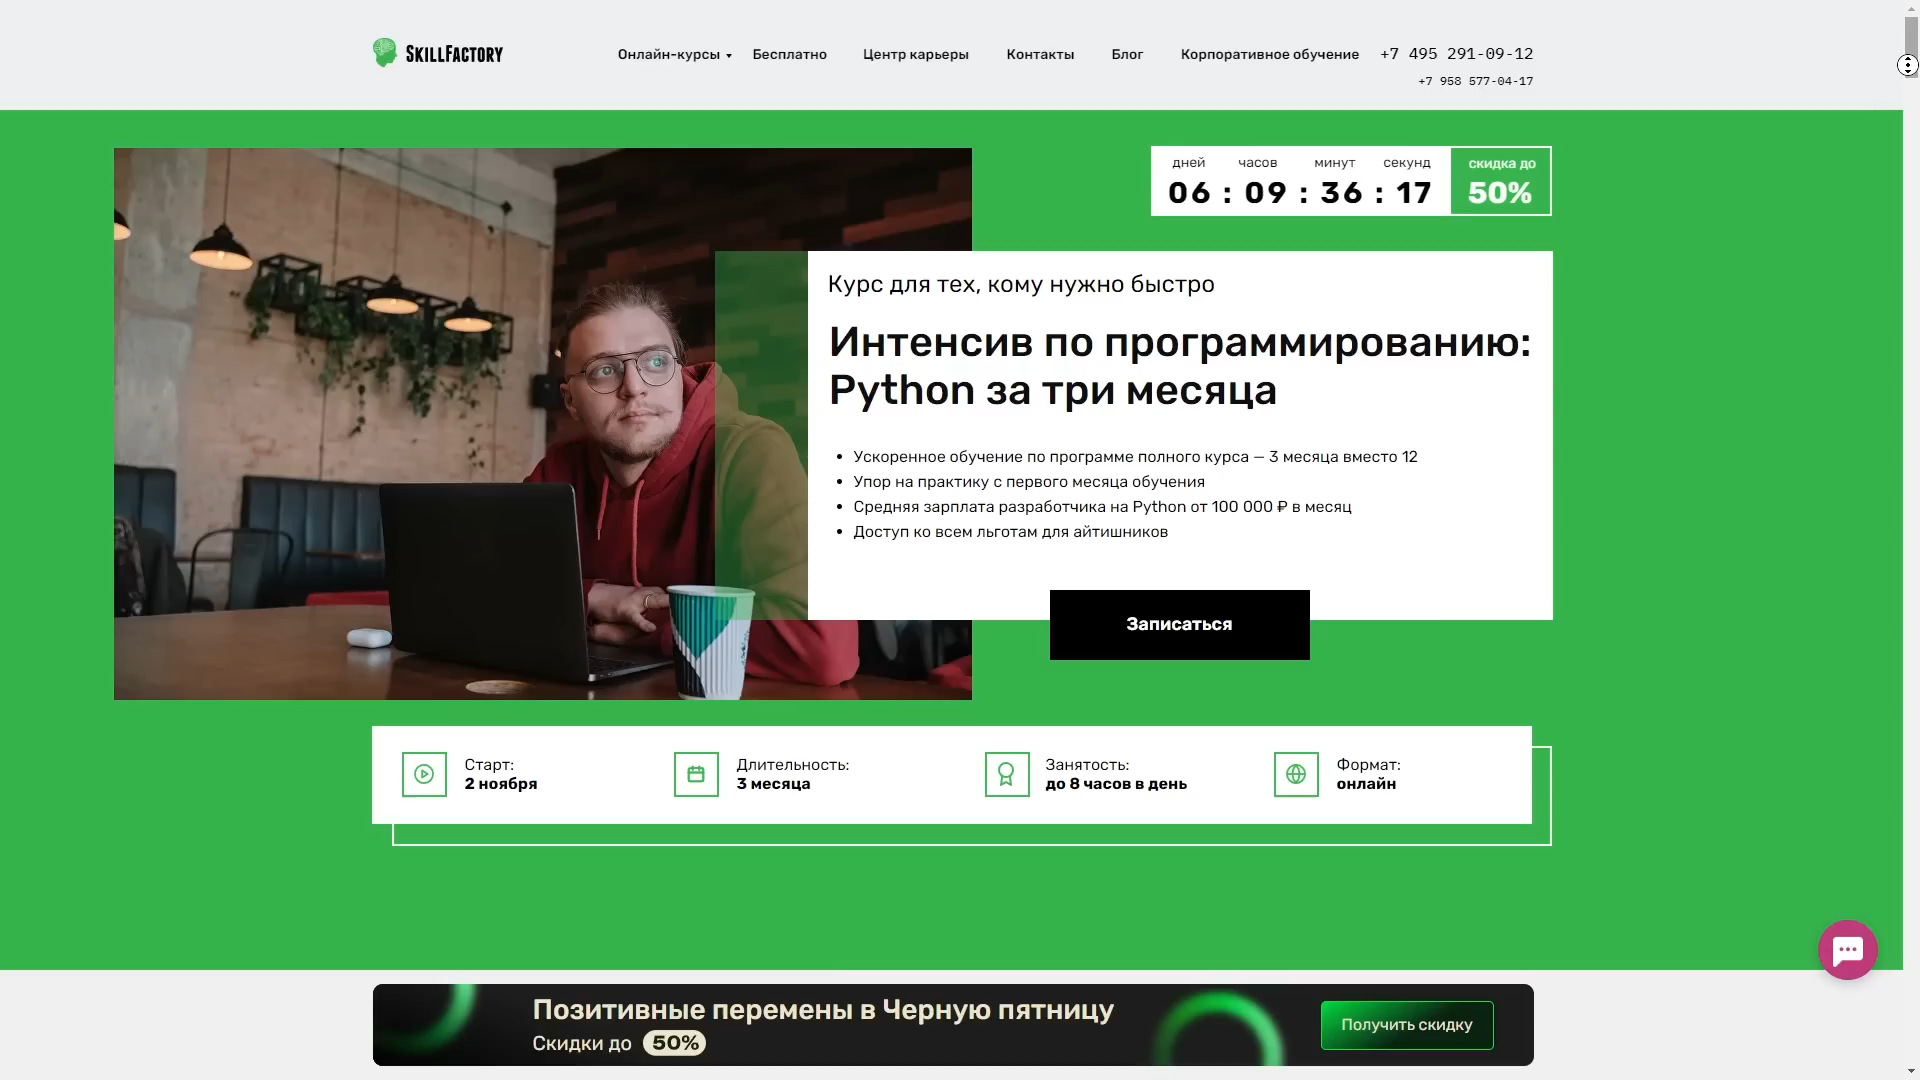 SKILLFACTORY
Онлайн-курсы
Бесплатно
Центр карьеры
Контакты
Блог
Корпоративное обучение
+7 495 291-09-12
+7 958 577-04-17
дней часов минут секунд
06 : 09 : 36 : 17
скидка до
50%
Курс для тех, кому нужно быстро
Интенсив по программированию:
Python за три месяца
• Ускоренное обучение по программе полного курса — 3 месяца вместо 12
• Упор на практику с первого месяца обучения
• Средняя зарплата разработчика на Python от 100 000 ₽ в месяц
• Доступ ко всем льготам для айтишников
Записаться
Старт:
2 ноября
Длительность:
3 месяца
Занятость:
до 8 часов в день
Формат:
онлайн
Позитивные перемены в Черную пятницу
Скидки до 50%
Получить скидку